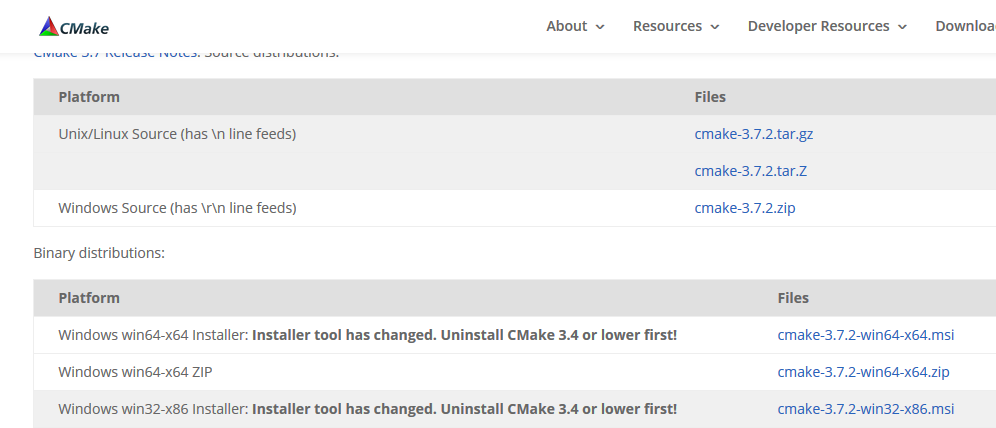 CMake About Resources Developer Resources Downloa
CMake 3.7 Release Notes. Source distributions:
Platform Files
Unix/Linux Source (has \n line feeds) cmake-3.7.2.tar.gz
cmake-3.7.2.tar.Z
Windows Source (has \r\n line feeds) cmake-3.7.2.zip
Binary distributions:
Platform Files
Windows win64-x64 Installer: Installer tool has changed. Uninstall CMake 3.4 or lower first! cmake-3.7.2-win64-x64.msi
Windows win64-x64 ZIP cmake-3.7.2-win64-x64.zip
Windows win32-x86 Installer: Installer tool has changed. Uninstall CMake 3.4 or lower first! cmake-3.7.2-win32-x86.msi